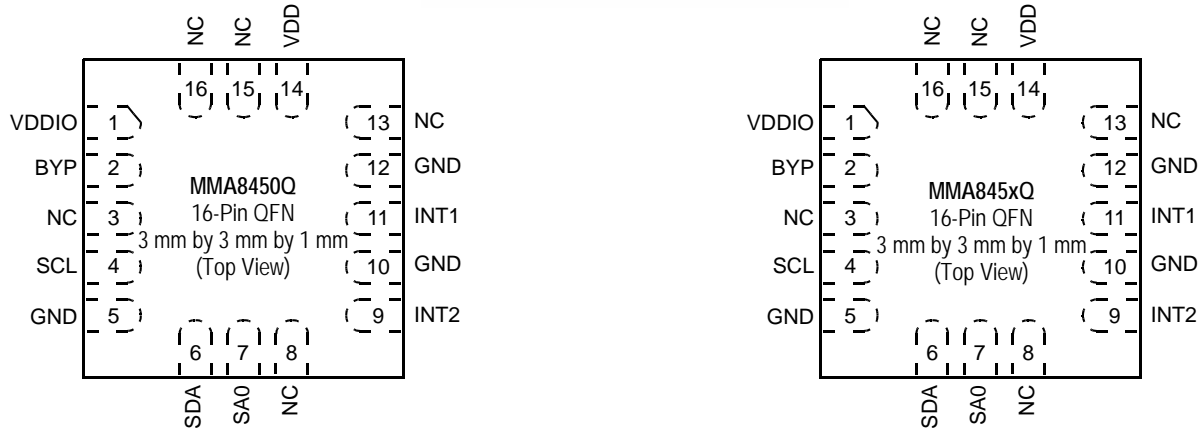 NC NC VDD
16 15 14
VDDIO 1 13 NC
BYP 2 12 GND
MMA8450Q
16-Pin QFN
NC 3 11 INT1
3 mm by 3 mm by 1 mm
SCL 4 10 GND
(Top View)
GND 5 9 INT2
6 7 8
SDA SA0 NC
NC NC VDD
16 15 14
VDDIO 1 13 NC
BYP 2 12 GND
MMA845xQ
16-Pin QFN
NC 3 11 INT1
3 mm by 3 mm by 1 mm
SCL 4 10 GND
(Top View)
GND 5 9 INT2
6 7 8
SDA SA0 NC